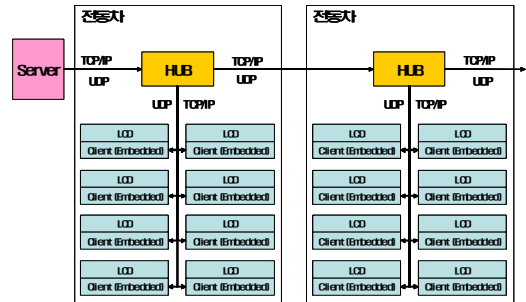 전동차
전동차
Server
TCP/IP
UDP
HUB
TCP/IP
UDP
HUB
TCP/IP
UDP
UDP TCP/IP
UDP TCP/IP
LCD
Client (Embedded)
LCD
Client (Embedded)
LCD
Client (Embedded)
LCD
Client (Embedded)
LCD
Client (Embedded)
LCD
Client (Embedded)
LCD
Client (Embedded)
LCD
Client (Embedded)
LCD
Client (Embedded)
LCD
Client (Embedded)
LCD
Client (Embedded)
LCD
Client (Embedded)
LCD
Client (Embedded)
LCD
Client (Embedded)
LCD
Client (Embedded)
LCD
Client (Embedded)